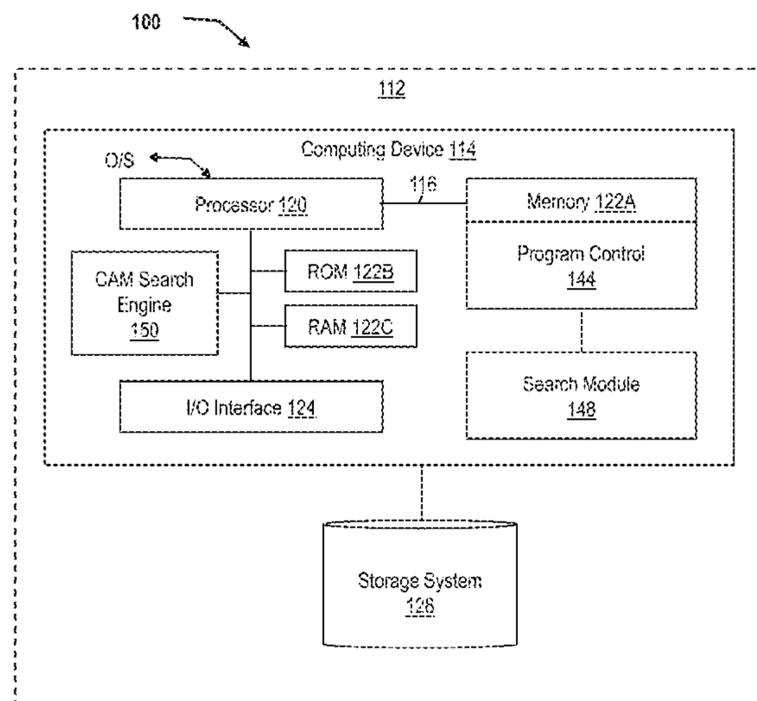 100
112
Computing Device 114
O/S
116
Processor 120
Memory 122A
Program Control
144
CAM Search
Engine
150
ROM 122B
RAM 122C
Search Module
148
I/O Interface 124
Storage System
126